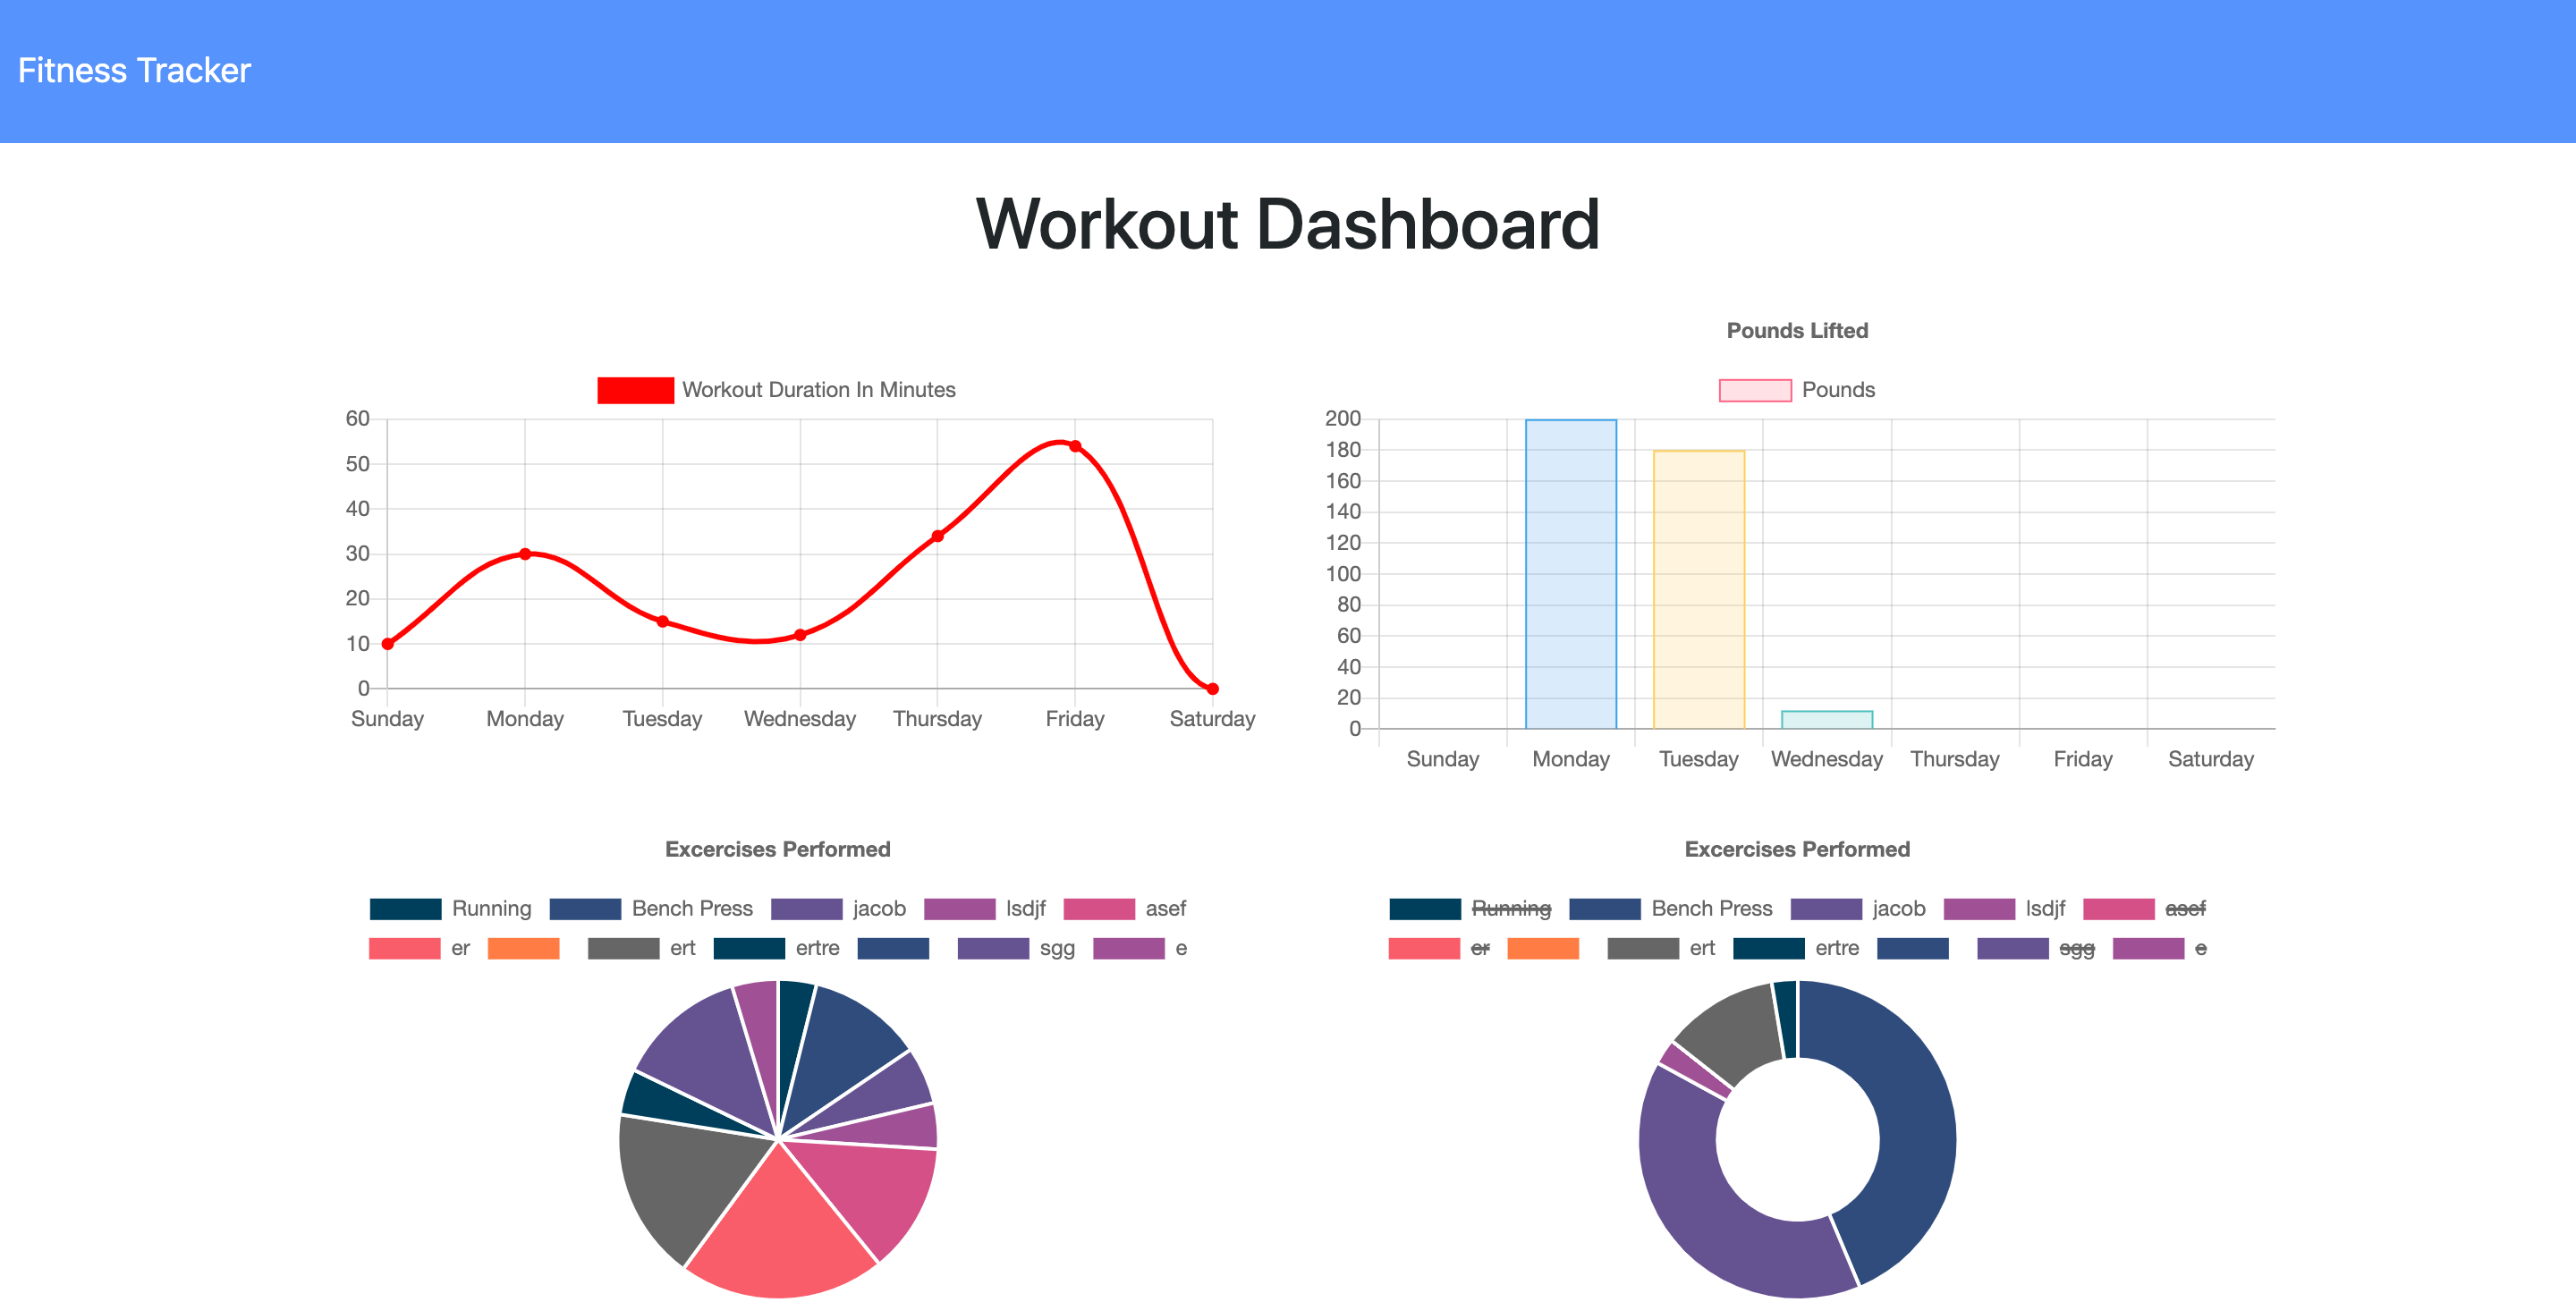 Fitness Tracker
Workout Dashboard
Workout Duration In Minutes
60
50
40
30
20
10
0
Sunday Monday Tuesday Wednesday Thursday Friday Saturday
Pounds Lifted
Pounds
200
180
160
140
120
100
80
60
40
20
0
Sunday Monday Tuesday Wednesday Thursday Friday Saturday
Excercises Performed
Running Bench Press jacob lsdjf asef
er ert ertre sgg e
Excercises Performed
Running Bench Press jacob lsdjf asef
er ert ertre sgg e